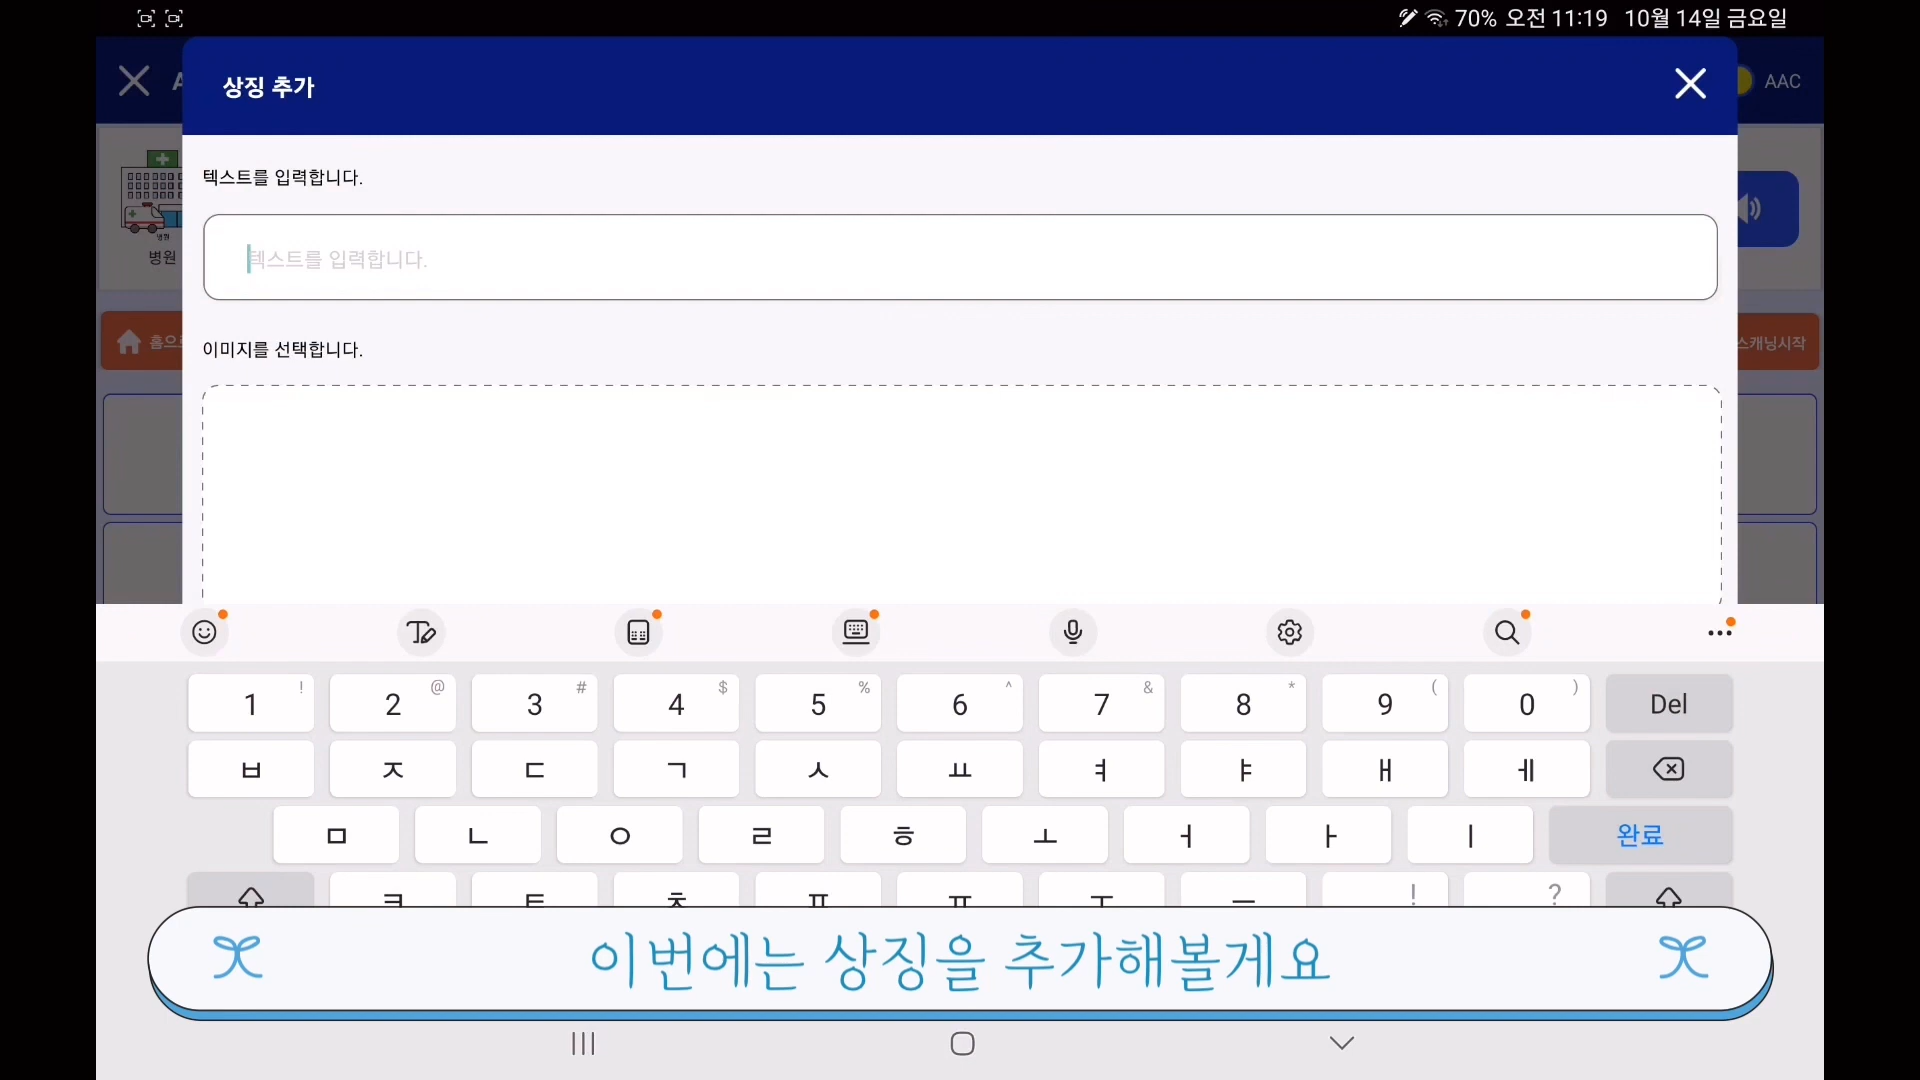 70% 오전 11:19 10월 14일 금요일
상징 추가
AAC
텍스트를 입력합니다.
텍스트를 입력합니다.
병원
병원
이미지를 선택합니다.
스캐닝시작
1 ! 2 @ 3 # 4 $ 5 % 6 ^ 7 & 8 * 9 ( 0 ) Del
ㅂ ㅈ ㄷ ㄱ ㅅ ㅛ ㅕ ㅑ ㅐ ㅔ
ㅁ ㄴ ㅇ ㄹ ㅎ ㅗ ㅓ ㅏ ㅣ 완료
ㅋ ㅌ ㅊ ㅍ ㅠ ㅜ ㅡ ! ?
이번에는 상징을 추가해볼게요